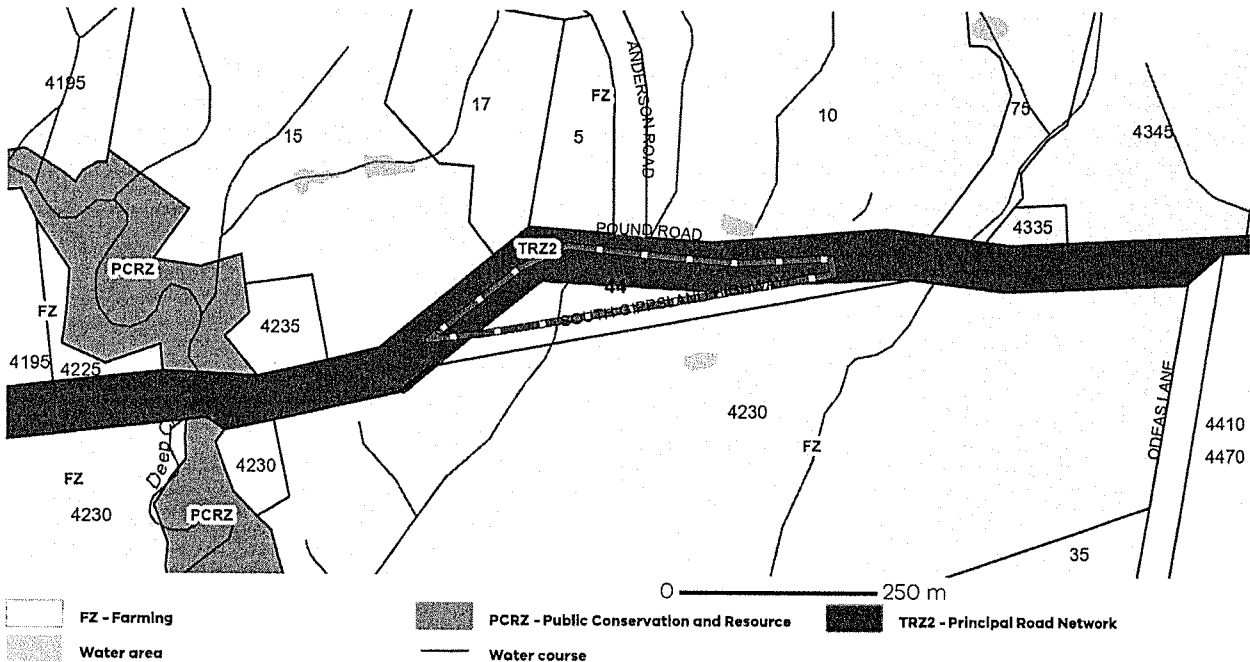 4195
15
17
FZ
5
ANDERSON ROAD
10
75
4345
POUND ROAD
4335
TRZ2
PCRZ
FZ
4235
44
SOUTH GIPPSLAND HIGHWAY
4195
4225
4230
FZ
ODEAS LANE
4410
4470
Deep
FZ
4230
4230
PCRZ
35
0 250 m
FZ - Farming
PCRZ - Public Conservation and Resource
TRZ2 - Principal Road Network
Water area
Water course